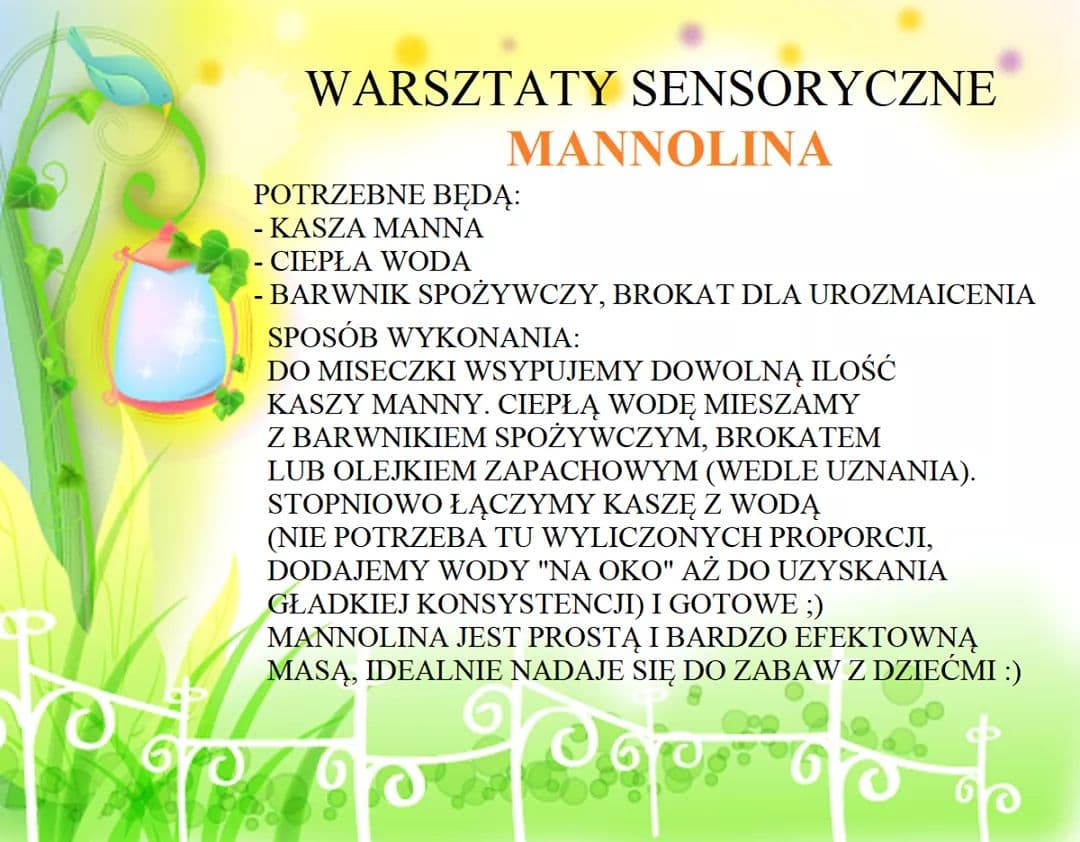 WARSZTATY SENSORYCZNE
MANNOLINA
POTRZEBNE BĘDĄ:
- KASZA MANNA
- CIEPŁA WODA
- BARWNIK SPOŻYWCZY, BROKAT DLA UROZMAICENIA
SPOSÓB WYKONANIA:
DO MISECZKI WSYPUJEMY DOWOLNĄ ILOŚĆ
KASZY MANNY. CIEPŁĄ WODĘ MIESZAMY
Z BARWNIKIEM SPOŻYWCZYM, BROKATEM
LUB OLEJKIEM ZAPACHOWYM (WEDLE UZNANIA).
STOPNIOWO ŁĄCZYMY KASZĘ Z WODĄ
(NIE POTRZEBA TU WYLICZONYCH PROPORCJI,
DODAJEMY WODY "NA OKO" AŻ DO UZYSKANIA
GŁADKIEJ KONSYSTENCJI) I GOTOWE ;)
MANNOLINA JEST PROSTĄ I BARDZO EFEKTOWNĄ
MASĄ, IDEALNIE NADAJE SIĘ DO ZABAW Z DZIEĆMI :)